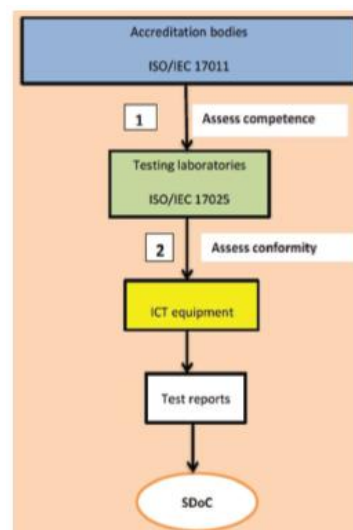 Accreditation bodies
ISO/IEC 17011
1
Assess competence
Testing laboratories
ISO/IEC 17025
2
Assess conformity
ICT equipment
Test reports
SDoC